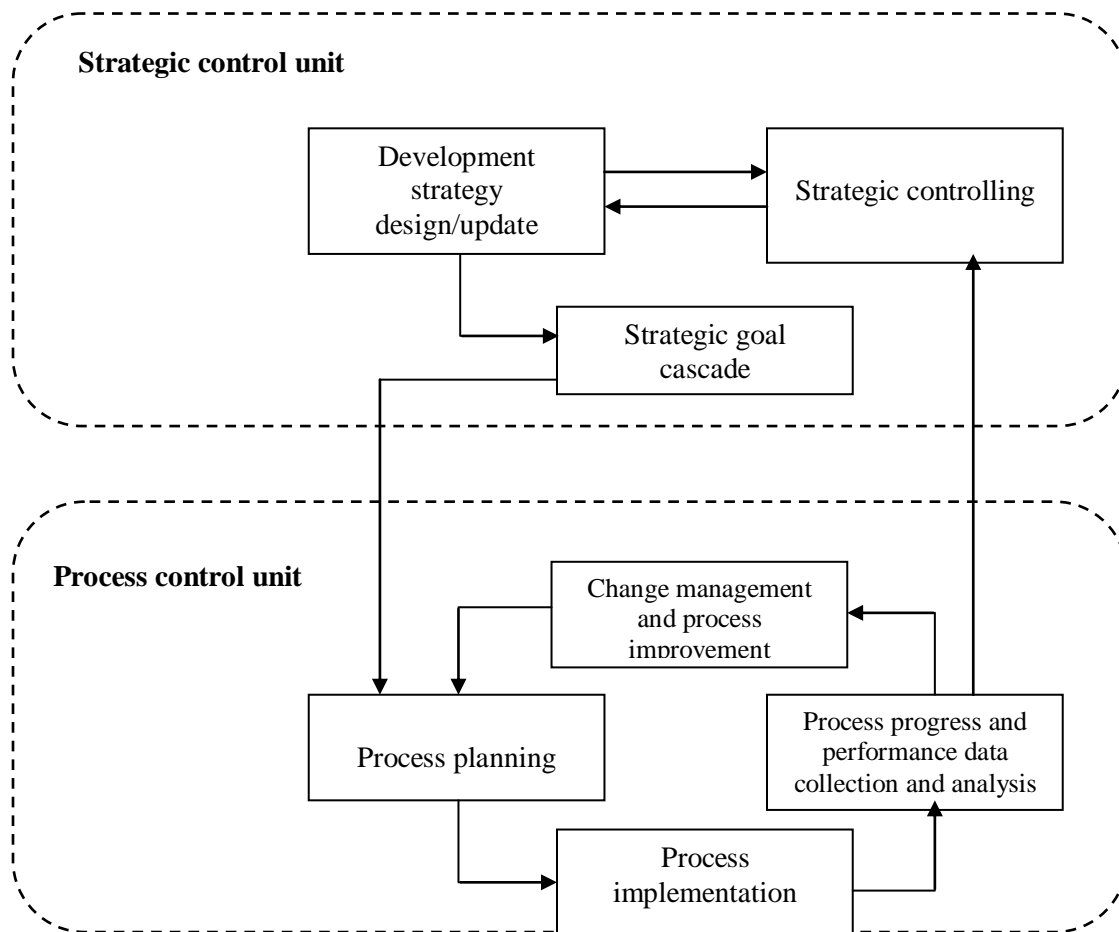 Strategic control unit
Development
strategy
design/update
Strategic controlling
Strategic goal
cascade
Process control unit
Change management
and process
improvement
Process planning
Process progress and
performance data
collection and analysis
Process
implementation